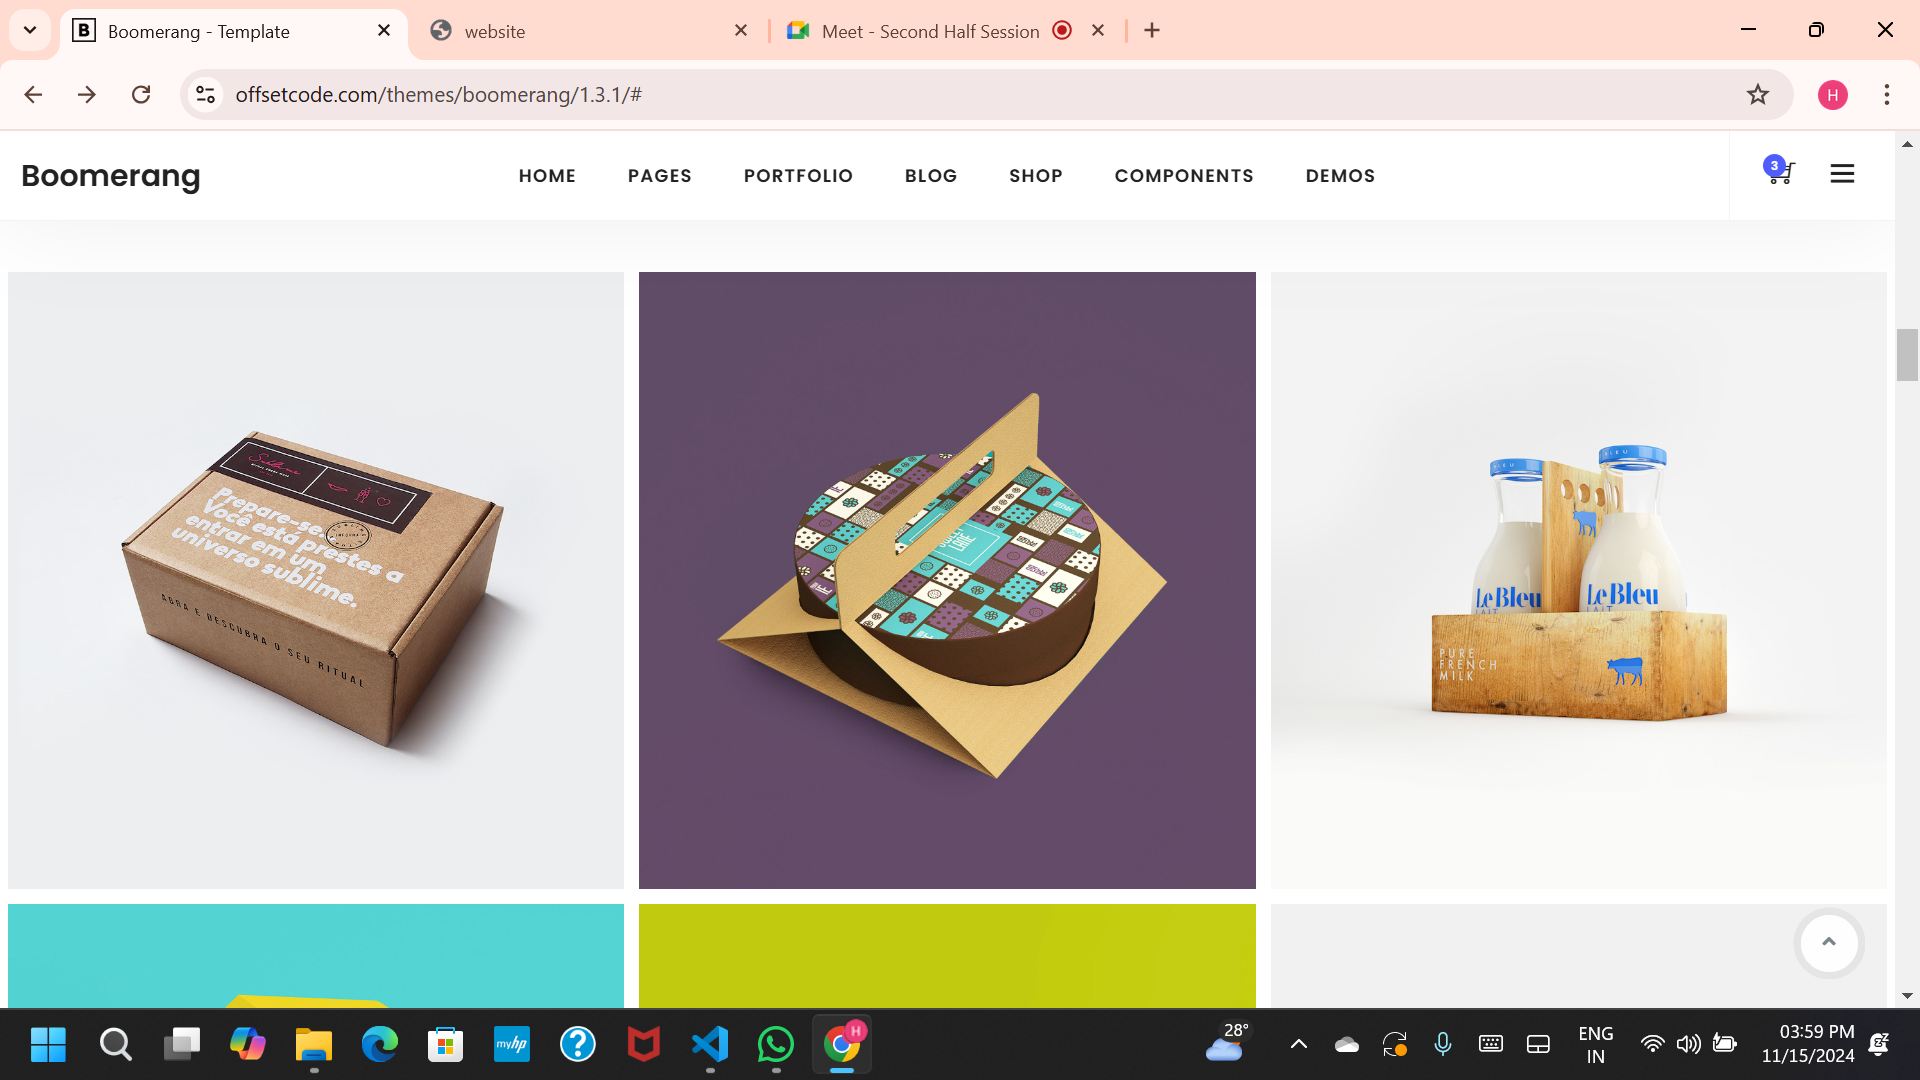 Boomerang - Template
website
Meet - Second Half Session
offsetcode.com/themes/boomerang/1.3.1/#
H
Boomerang
HOME
PAGES
PORTFOLIO
BLOG
SHOP
COMPONENTS
DEMOS
3
Prepare-se.
Você está prestes a
entrar em um
universo sublime.
ABRA E DESCUBRA O SEU RITUAL
LeBleu
LAIT
LeBleu
PURE
FRENCH
MILK
myhp
H
28°
ENG
IN
03:59 PM
11/15/2024